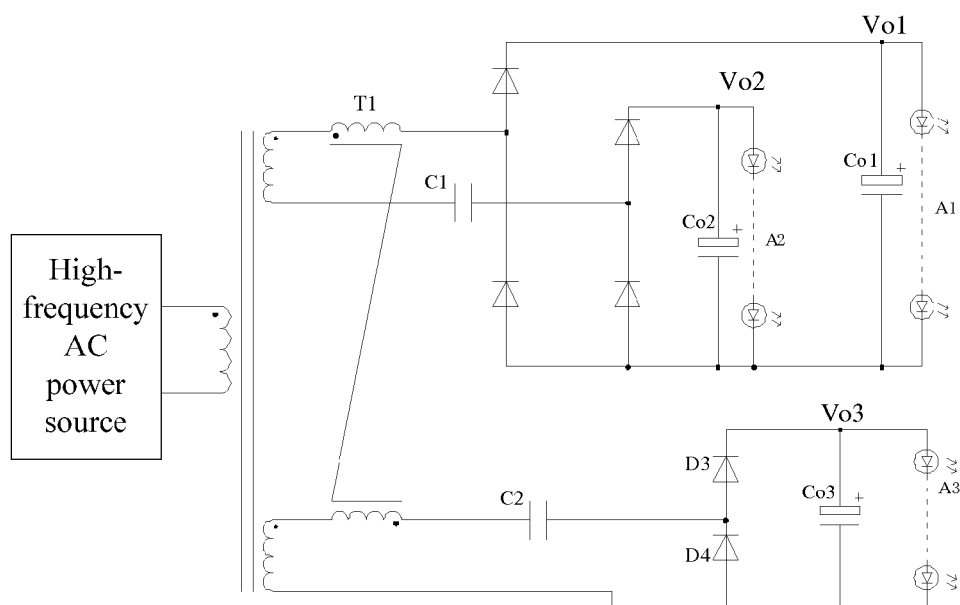 Vo1
Vo2
T1
C1
Co1
+
Co2
+
A1
A2
High-
frequency
AC
power
source
Vo3
D3
C2
Co3
+
A3
D4